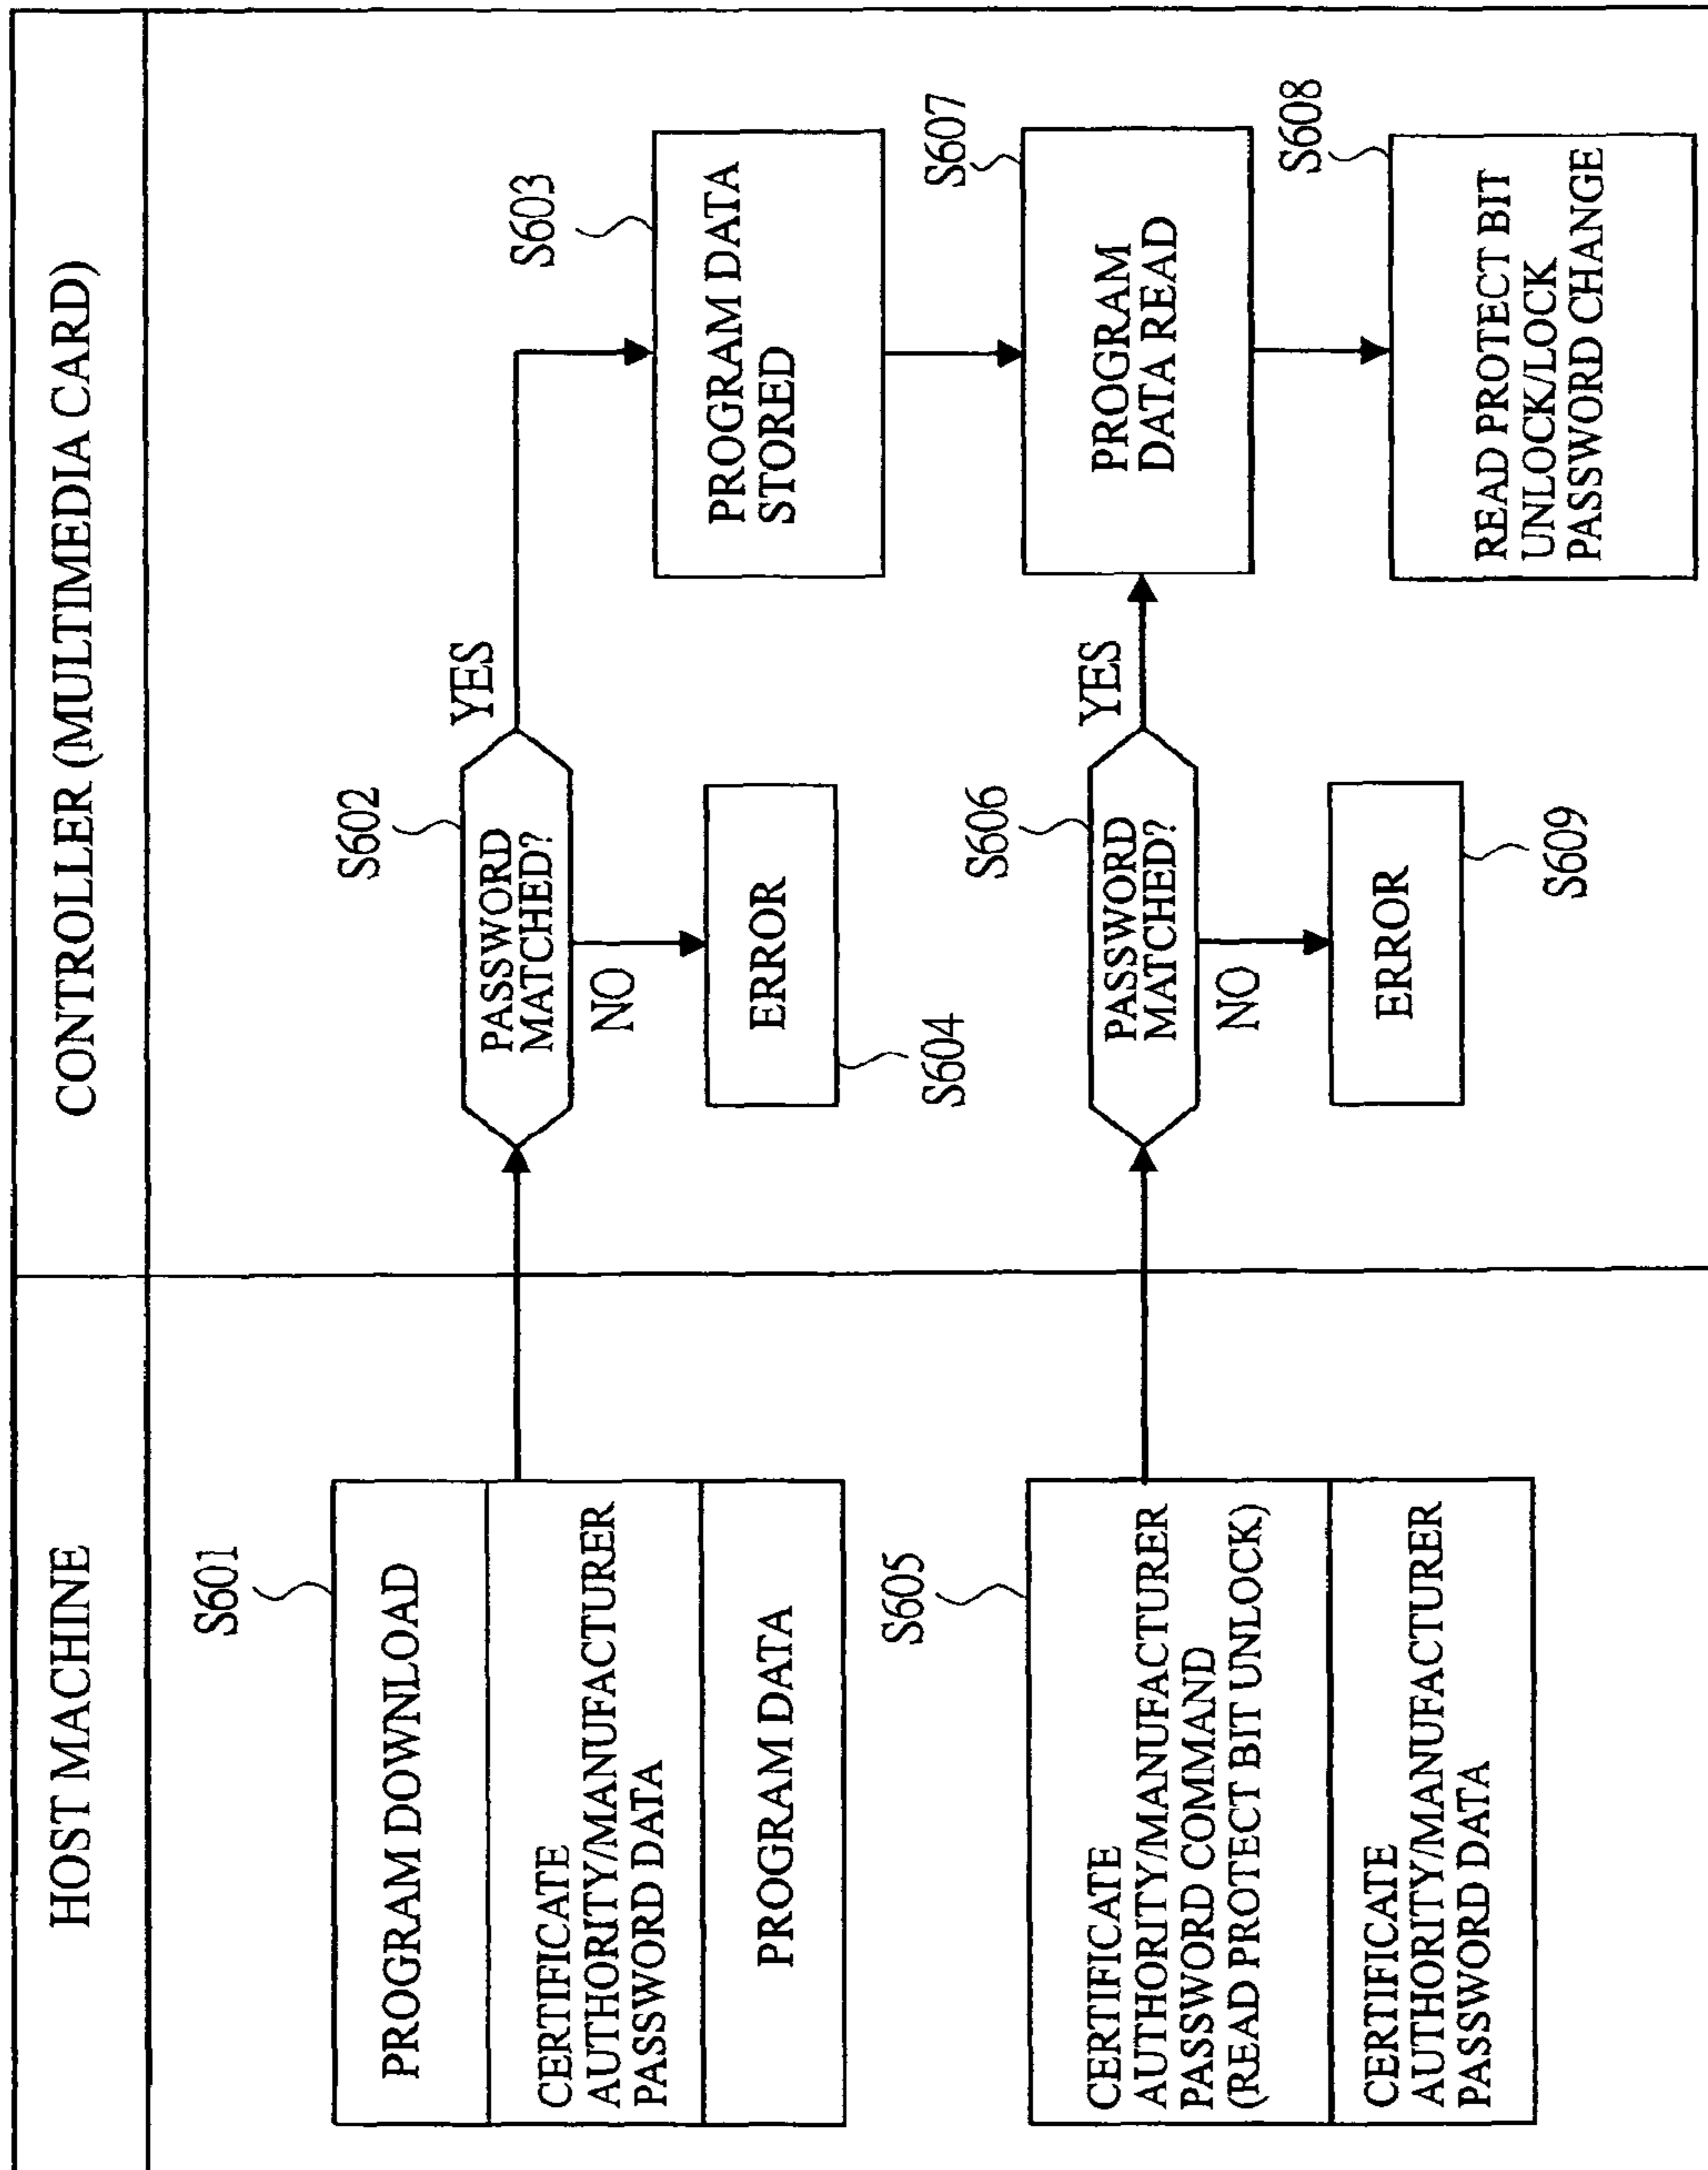 HOST MACHINE
CONTROLLER (MULTIMEDIA CARD)
S601
PROGRAM DOWNLOAD
CERTIFICATE
AUTHORITY/MANUFACTURER
PASSWORD DATA
PROGRAM DATA
S602
PASSWORD
MATCHED?
YES
NO
S603
PROGRAM DATA
STORED
ERROR
S604
S605
CERTIFICATE
AUTHORITY/MANUFACTURER
PASSWORD COMMAND
(READ PROTECT BIT UNLOCK)
CERTIFICATE
AUTHORITY/MANUFACTURER
PASSWORD DATA
S606
PASSWORD
MATCHED?
YES
NO
S607
PROGRAM
DATA READ
ERROR
S609
S608
READ PROTECT BIT
UNLOCK/LOCK
PASSWORD CHANGE